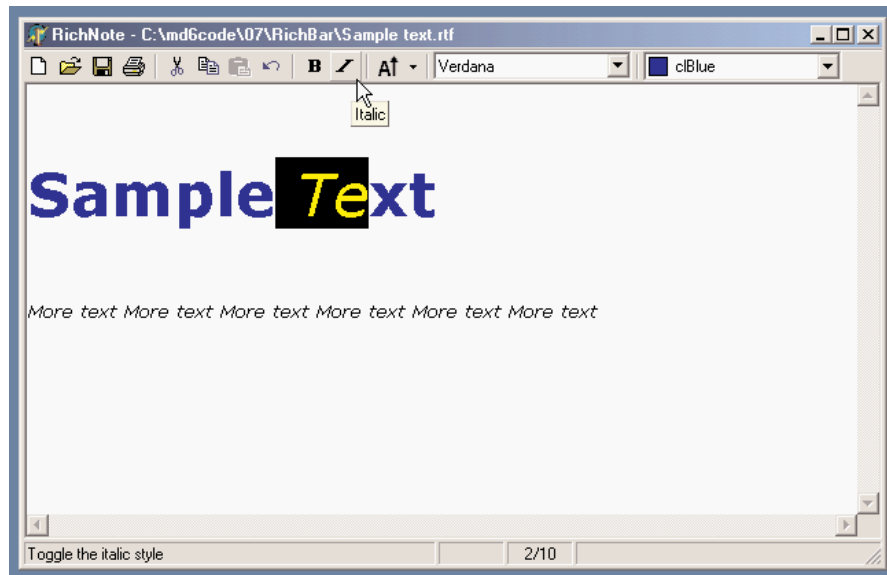 RichNote - C:\md6code\07\RichBar\Sample text.rtf
B I A Verdana clBlue
Italic
Sample Text
More text More text More text More text More text More text
Toggle the italic style 2/10